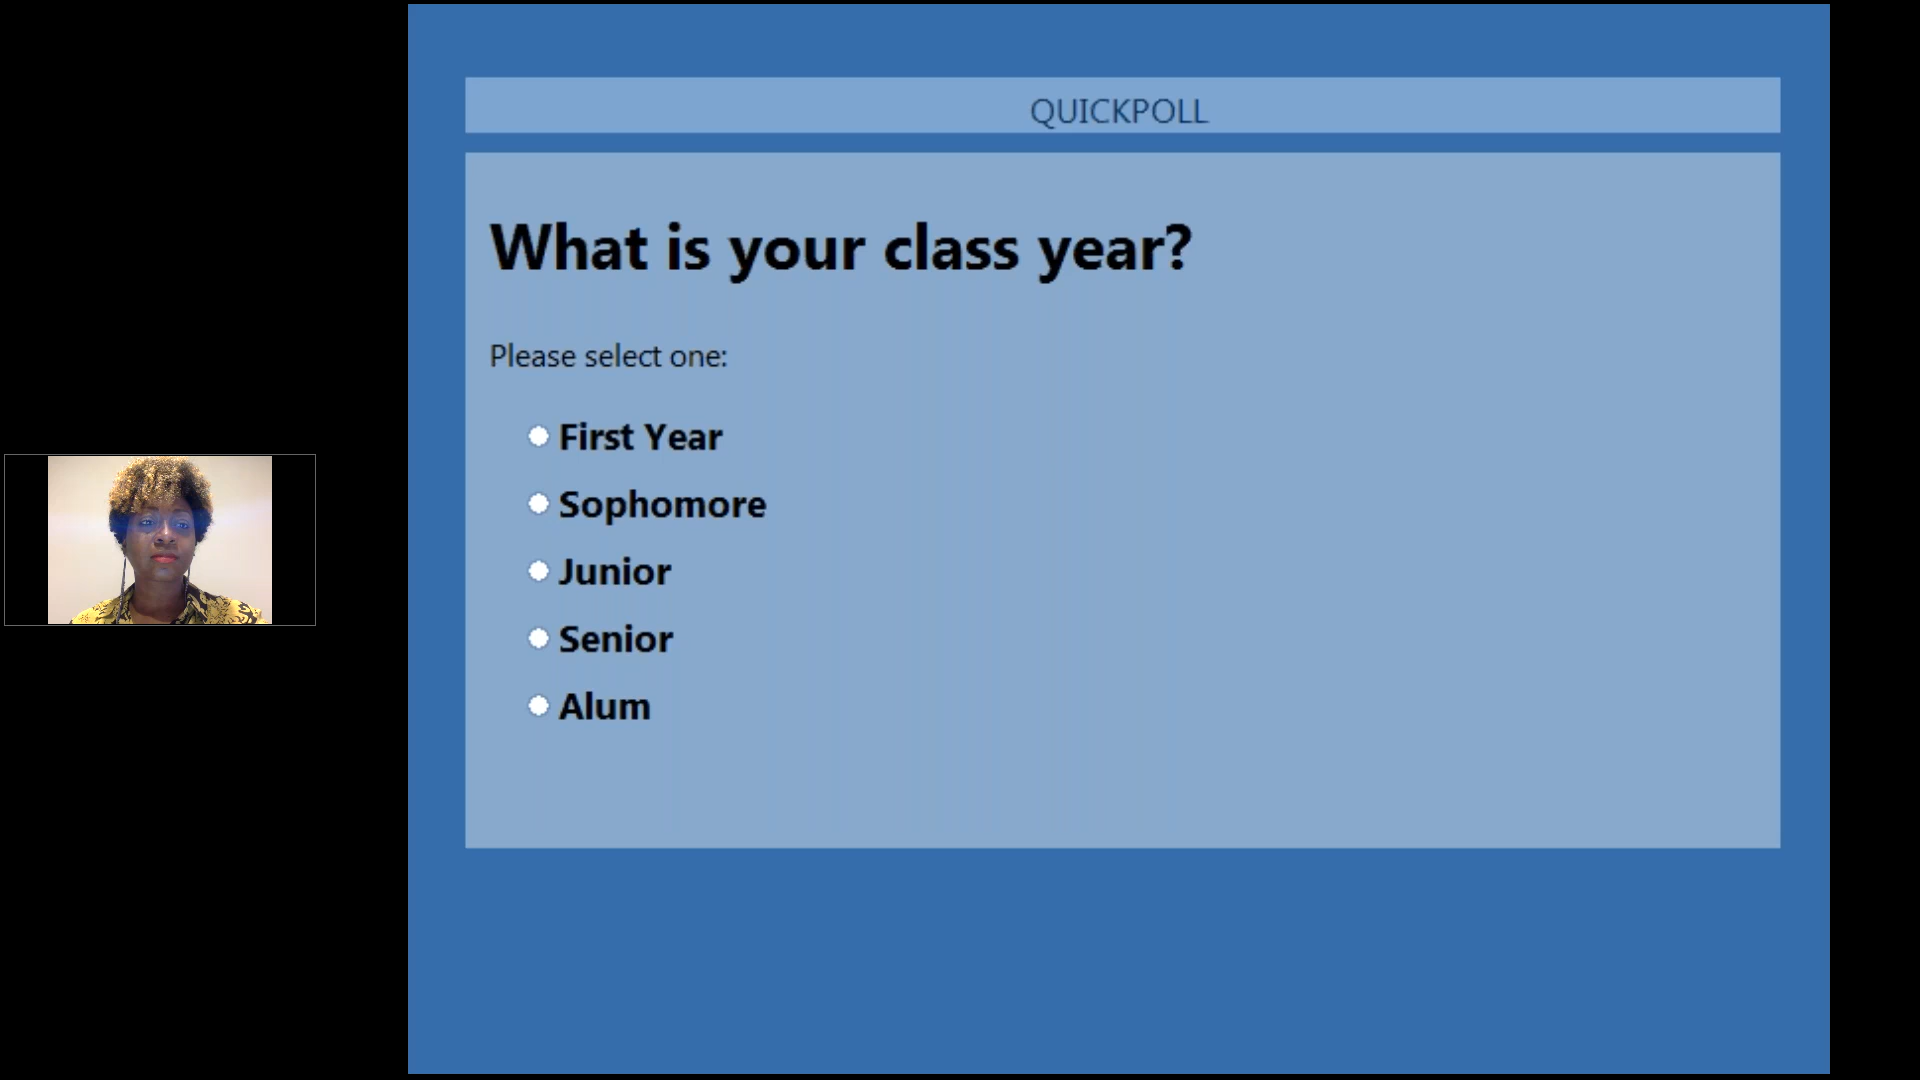 QUICKPOLL
What is your class year?
Please select one:
First Year
Sophomore
Junior
Senior
Alum